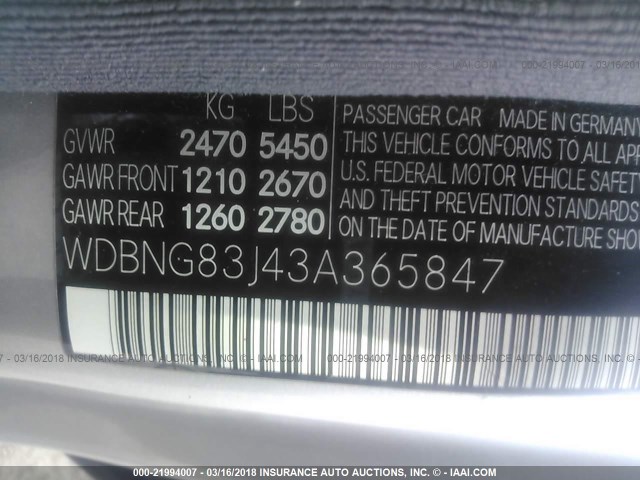 KG LBS
GVWR 2470 5450
GAWR FRONT 1210 2670
GAWR REAR 1260 2780
PASSENGER CAR MADE IN GERMANY
THIS VEHICLE CONFORMS TO ALL
U.S. FEDERAL MOTOR VEHICLE SAFETY
AND THEFT PREVENTION STANDARDS
ON THE DATE OF MANUFACTURE
WDBNG83J43A365847
000-21994007 - 03/16/2018 INSURANCE AUTO AUCTIONS, INC. - IAAI.COM